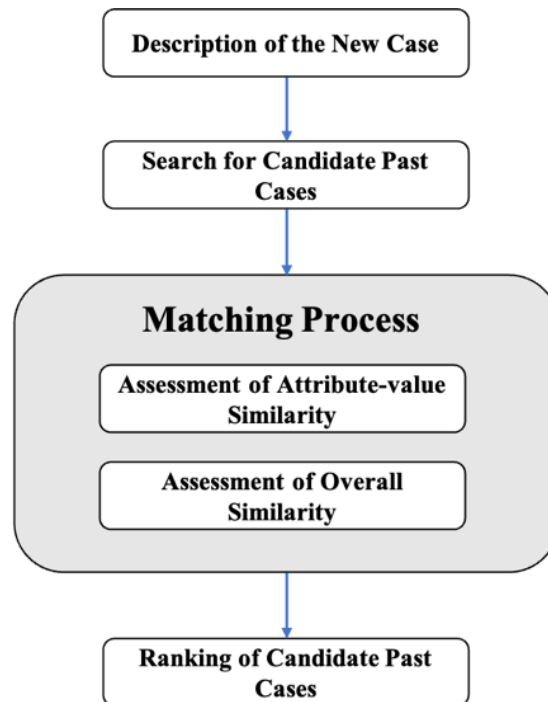 Description of the New Case
Search for Candidate Past
Cases
Matching Process
Assessment of Attribute-value
Similarity
Assessment of Overall
Similarity
Ranking of Candidate Past
Cases